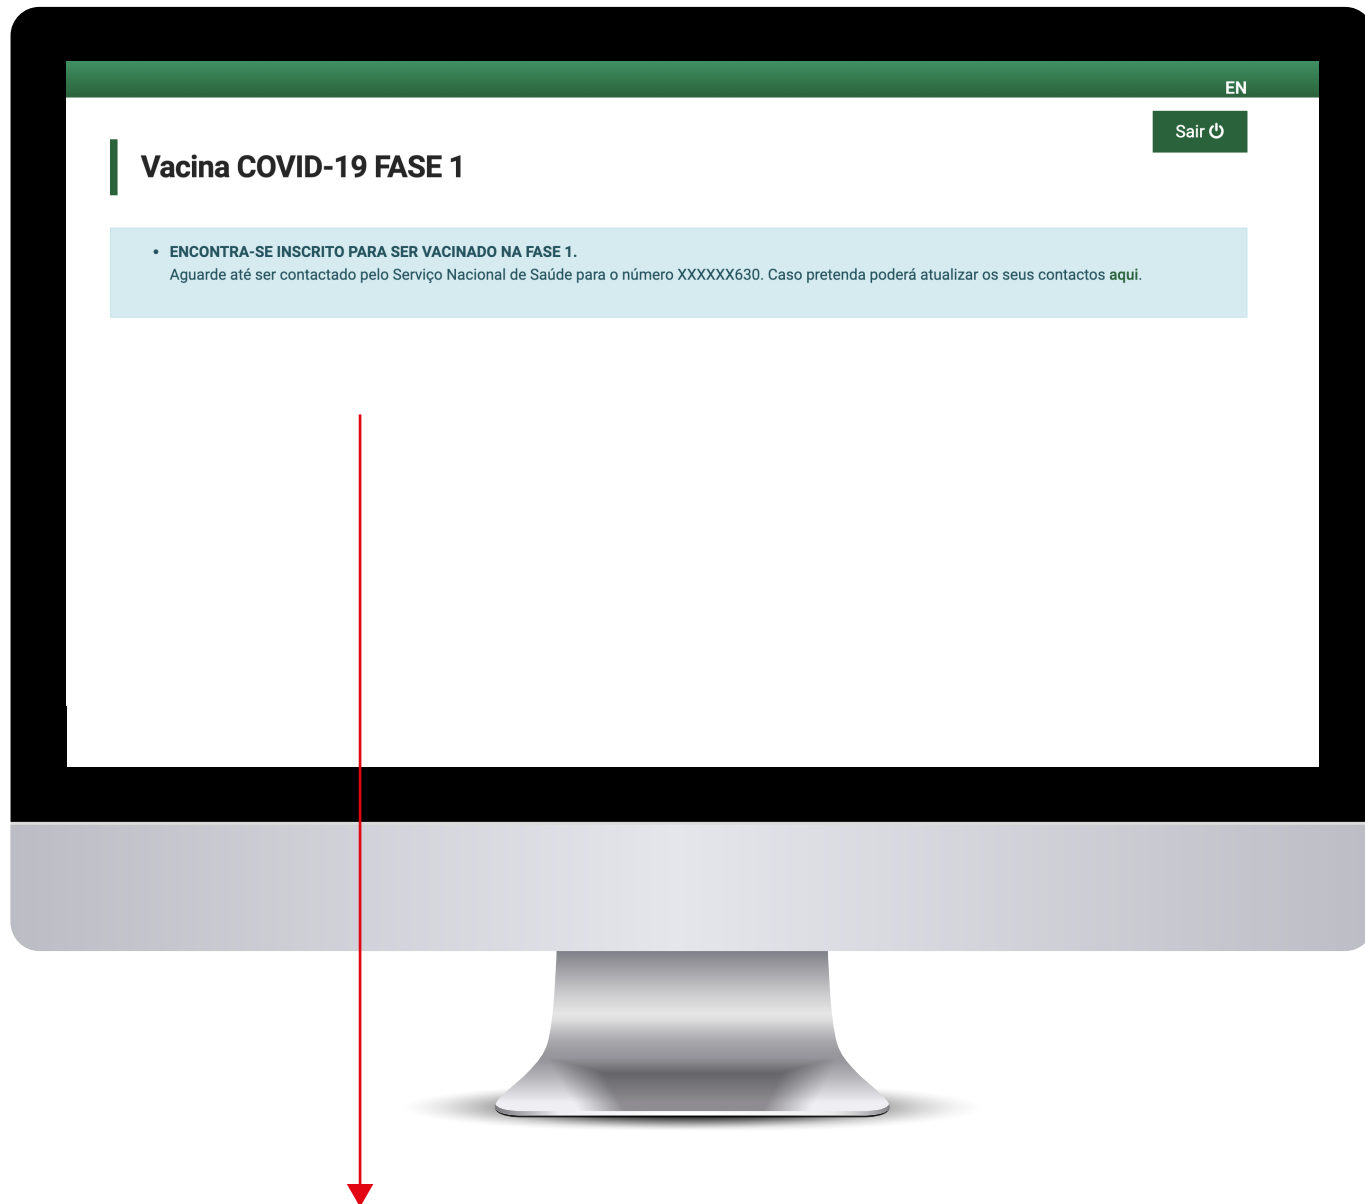 EN
Sair
Vacina COVID-19 FASE 1
• ENCONTRA-SE INSCRITO PARA SER VACINADO NA FASE 1.
Aguarde até ser contactado pelo Serviço Nacional de Saúde para o número XXXXXX630. Caso pretenda poderá atualizar os seus contactos aqui.